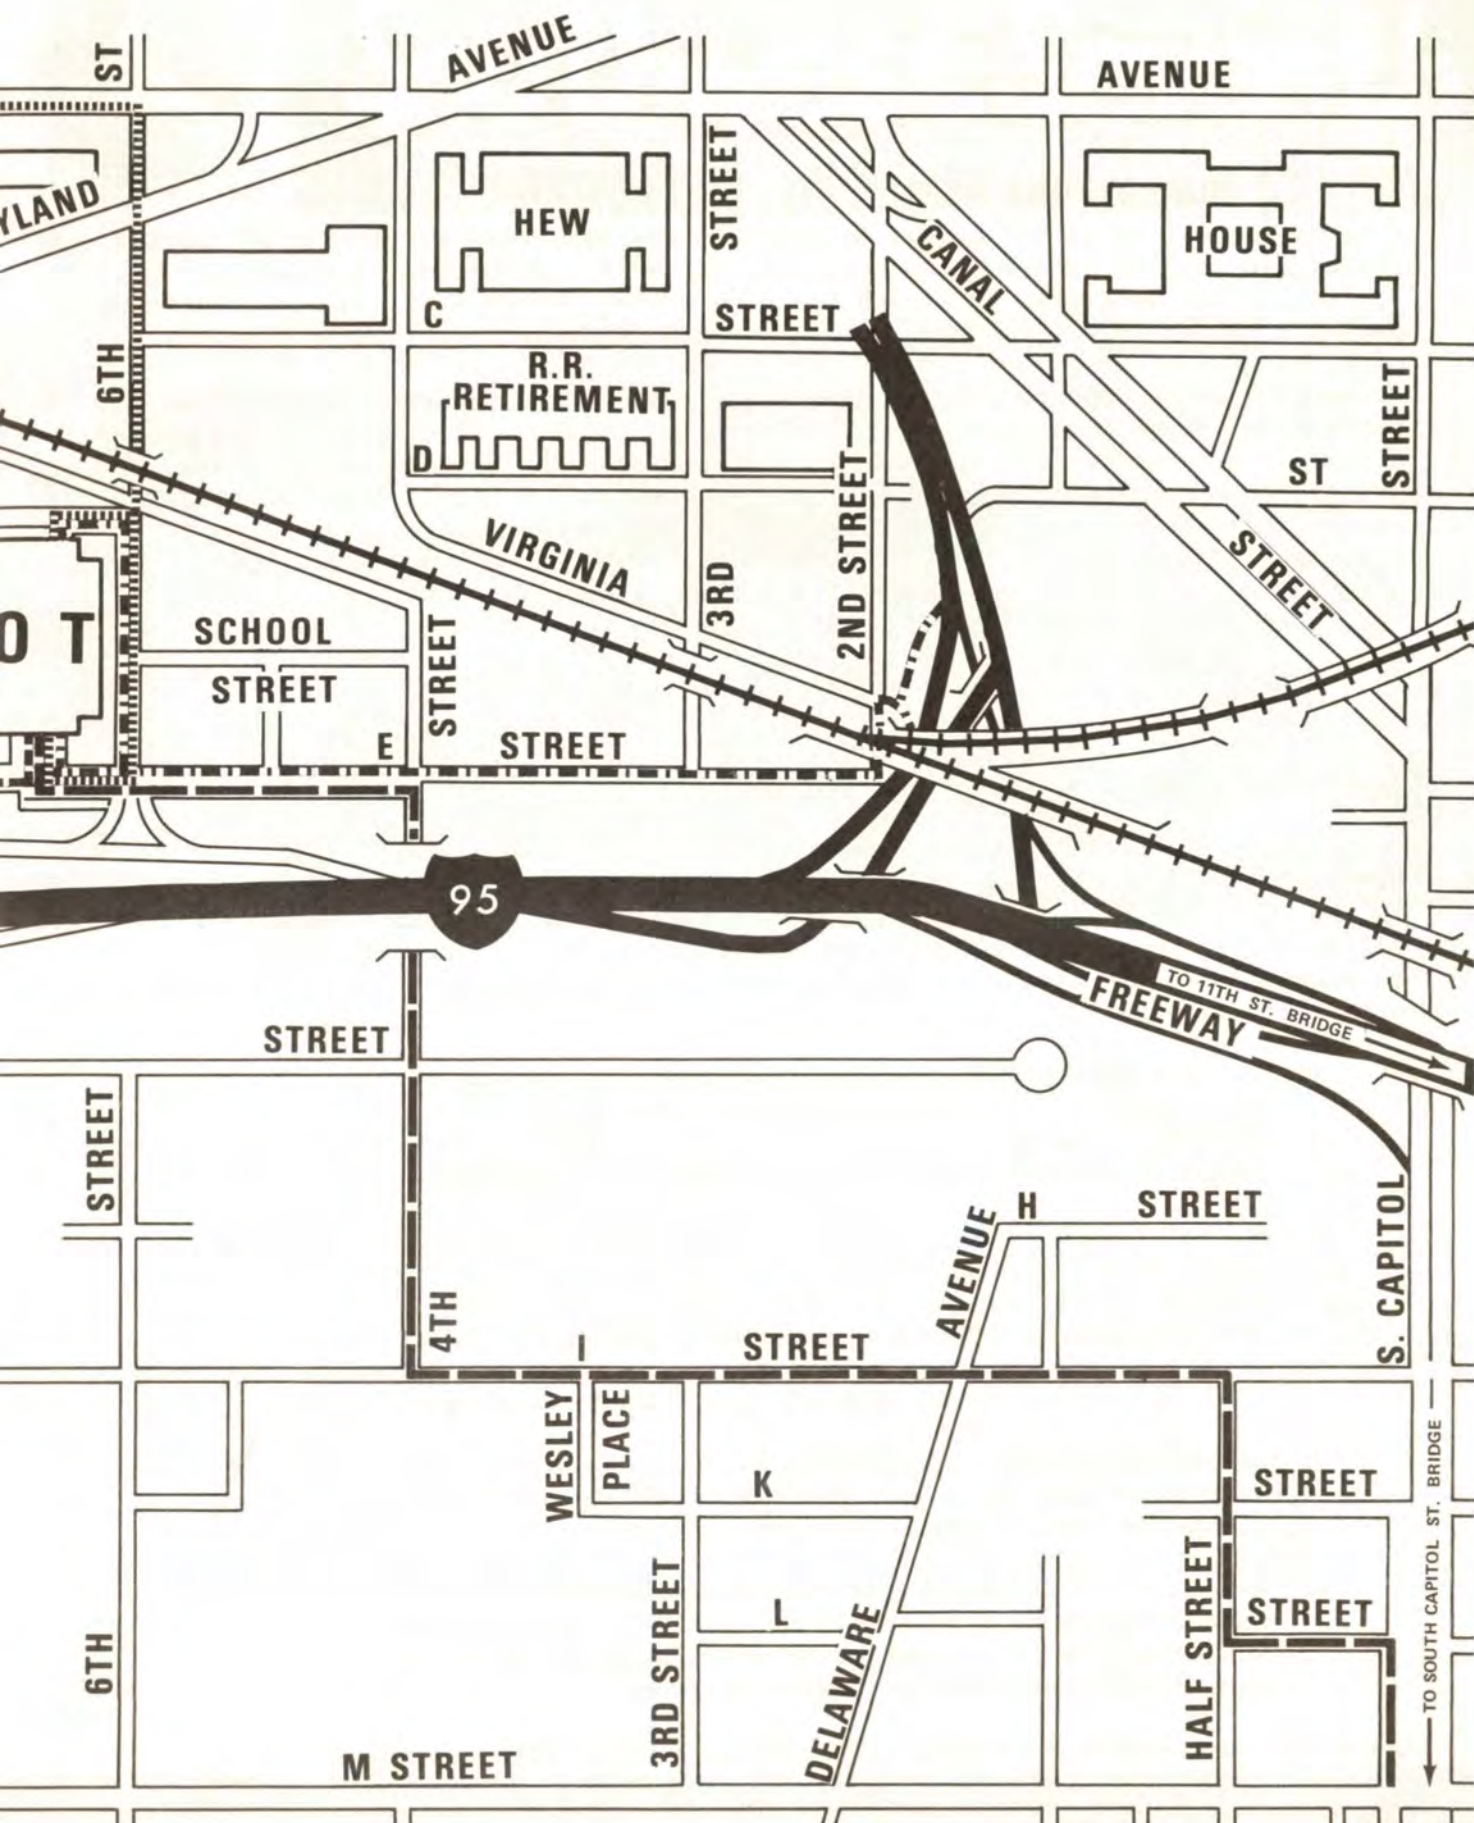 ST
AVENUE
AVENUE
YLAND
HEW
STREET
CANAL
HOUSE
C
STREET
6TH
R.R.
RETIREMENT
D
STREET
ST
2ND STREET
VIRGINIA
STREET
3RD
O T
SCHOOL
STREET
STREET
E
STREET
95
TO 11TH ST. BRIDGE
FREEWAY
STREET
STREET
H
STREET
AVENUE
S. CAPITOL
4TH
I
STREET
WESLEY
PLACE
K
STREET
TO SOUTH CAPITOL ST. BRIDGE
L
STREET
6TH
3RD STREET
DELAWARE
HALF STREET
M STREET